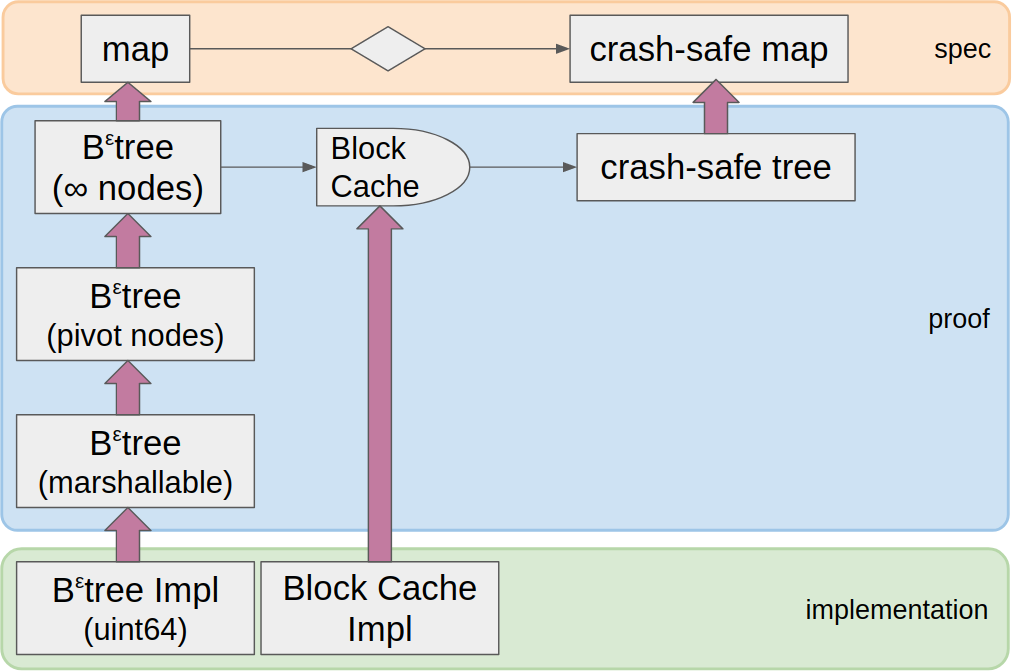 map
crash-safe map
spec
Bεtree
(∞ nodes)
Block
Cache
crash-safe tree
Bεtree
(pivot nodes)
proof
Bεtree
(marshallable)
Bεtree Impl
(uint64)
Block Cache
Impl
implementation